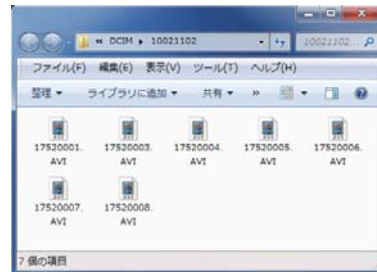 « DCIM ▸ 10021102
10021102...
ファイル(F) 編集(E) 表示(V) ツール(T) ヘルプ(H)
整理 ▼ ライブラリに追加 ▼ 共有 ▼ »
17520001.AVI
17520003.AVI
17520004.AVI
17520005.AVI
17520006.AVI
17520007.AVI
17520008.AVI
7 個の項目